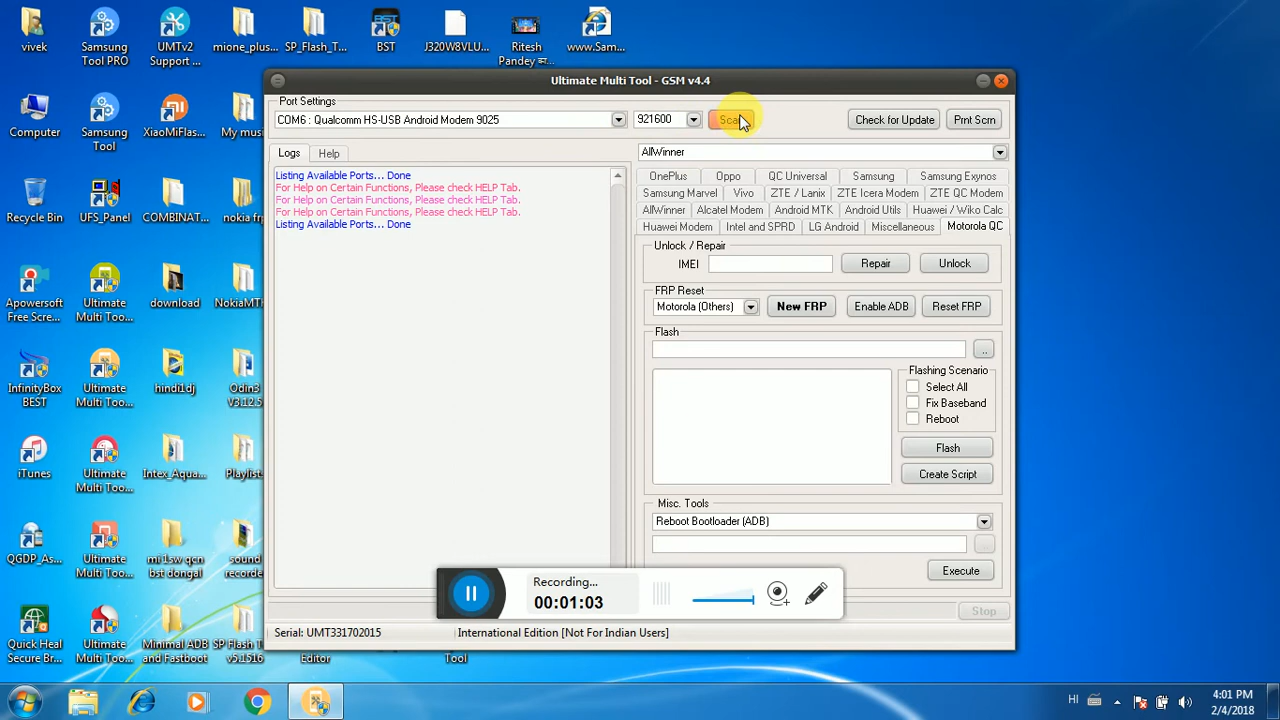 vivek
Samsung Tool PRO
UMTv2 Support ...
mione_plus...
SP_Flash_T...
BST
J320W8VLU...
Ritesh Pandey का...
www.Sam...
Computer
Samsung Tool
XiaoMiFlas...
My musi
Recycle Bin
UFS_Panel
COMBINAT...
nokia frp
Apowersoft Free Scre...
Ultimate Multi Too...
download
NokiaMTK
InfinityBox BEST
Ultimate Multi Too...
hindi1dj
Odin3 V3.12.5
iTunes
Ultimate Multi Too...
Intex_Aqua...
Playlists
QGDP_As...
Ultimate Multi Too...
mi1sw qcn bst dongal
sound recorder
Quick Heal Secure Br...
Ultimate Multi Too...
Minimal ADB and Fastboot
SP Flash T v5.1516
Editor
Tool
Ultimate Multi Tool - GSM v4.4
Port Settings
COM6 : Qualcomm HS-USB Android Modem 9025
921600
Scan
Check for Update
Prnt Scrn
Logs
Help
AllWinner
Listing Available Ports... Done
For Help on Certain Functions, Please check HELP Tab.
For Help on Certain Functions, Please check HELP Tab.
For Help on Certain Functions, Please check HELP Tab.
Listing Available Ports... Done
OnePlus Oppo QC Universal Samsung Samsung Exynos
Samsung Marvel Vivo ZTE / Lanix ZTE Icera Modem ZTE QC Modem
AllWinner Alcatel Modem Android MTK Android Utils Huawei / Wiko Calc
Huawei Modem Intel and SPRD LG Android Miscellaneous Motorola QC
Unlock / Repair
IMEI
Repair
Unlock
FRP Reset
Motorola (Others)
New FRP
Enable ADB
Reset FRP
Flash
..
Flashing Scenario
Select All
Fix Baseband
Reboot
Flash
Create Script
Misc. Tools
Reboot Bootloader (ADB)
Execute
Recording...
00:01:03
Stop
Serial: UMT331702015
International Edition [Not For Indian Users]
HI
4:01 PM
2/4/2018